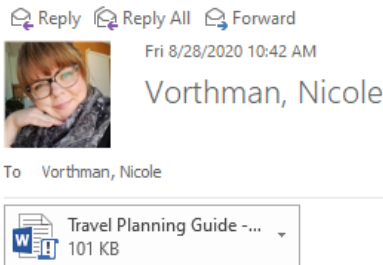 Reply Reply All Forward
Fri 8/28/2020 10:42 AM
Vorthman, Nicole
To Vorthman, Nicole
Travel Planning Guide -...
W
101 KB